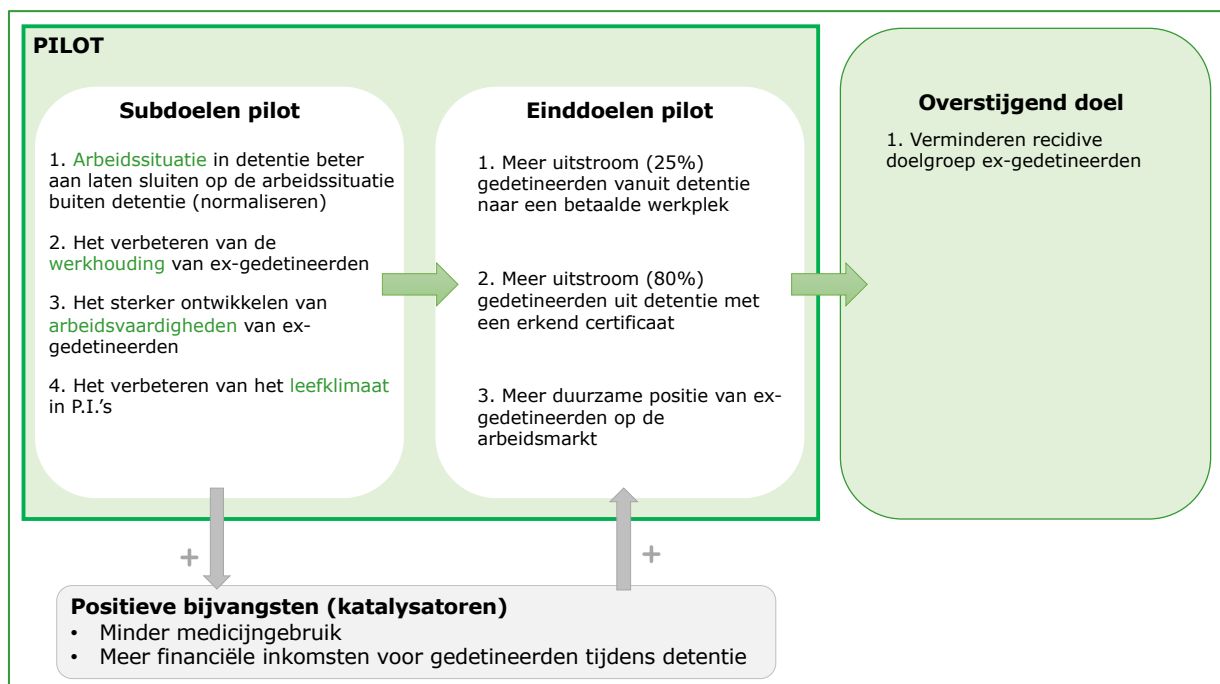 PILOT
Subdoelen pilot
1. Arbeidssituatie in detentie beter
aan laten sluiten op de arbeidssituatie
buiten detentie (normaliseren)
2. Het verbeteren van de
werkhouding van ex-gedetineerden
3. Het sterker ontwikkelen van
arbeidsvaardigheden van ex-
gedetineerden
4. Het verbeteren van het leefklimaat
in P.I.'s
Einddoelen pilot
1. Meer uitstroom (25%)
gedetineerden vanuit detentie
naar een betaalde werkplek
2. Meer uitstroom (80%)
gedetineerden uit detentie met
een erkend certificaat
3. Meer duurzame positie van ex-
gedetineerden op de
arbeidsmarkt
Overstijgend doel
1. Verminderen recidive
doelgroep ex-gedetineerden
+
+
Positieve bijvangsten (katalysatoren)
• Minder medicijngebruik
• Meer financiële inkomsten voor gedetineerden tijdens detentie